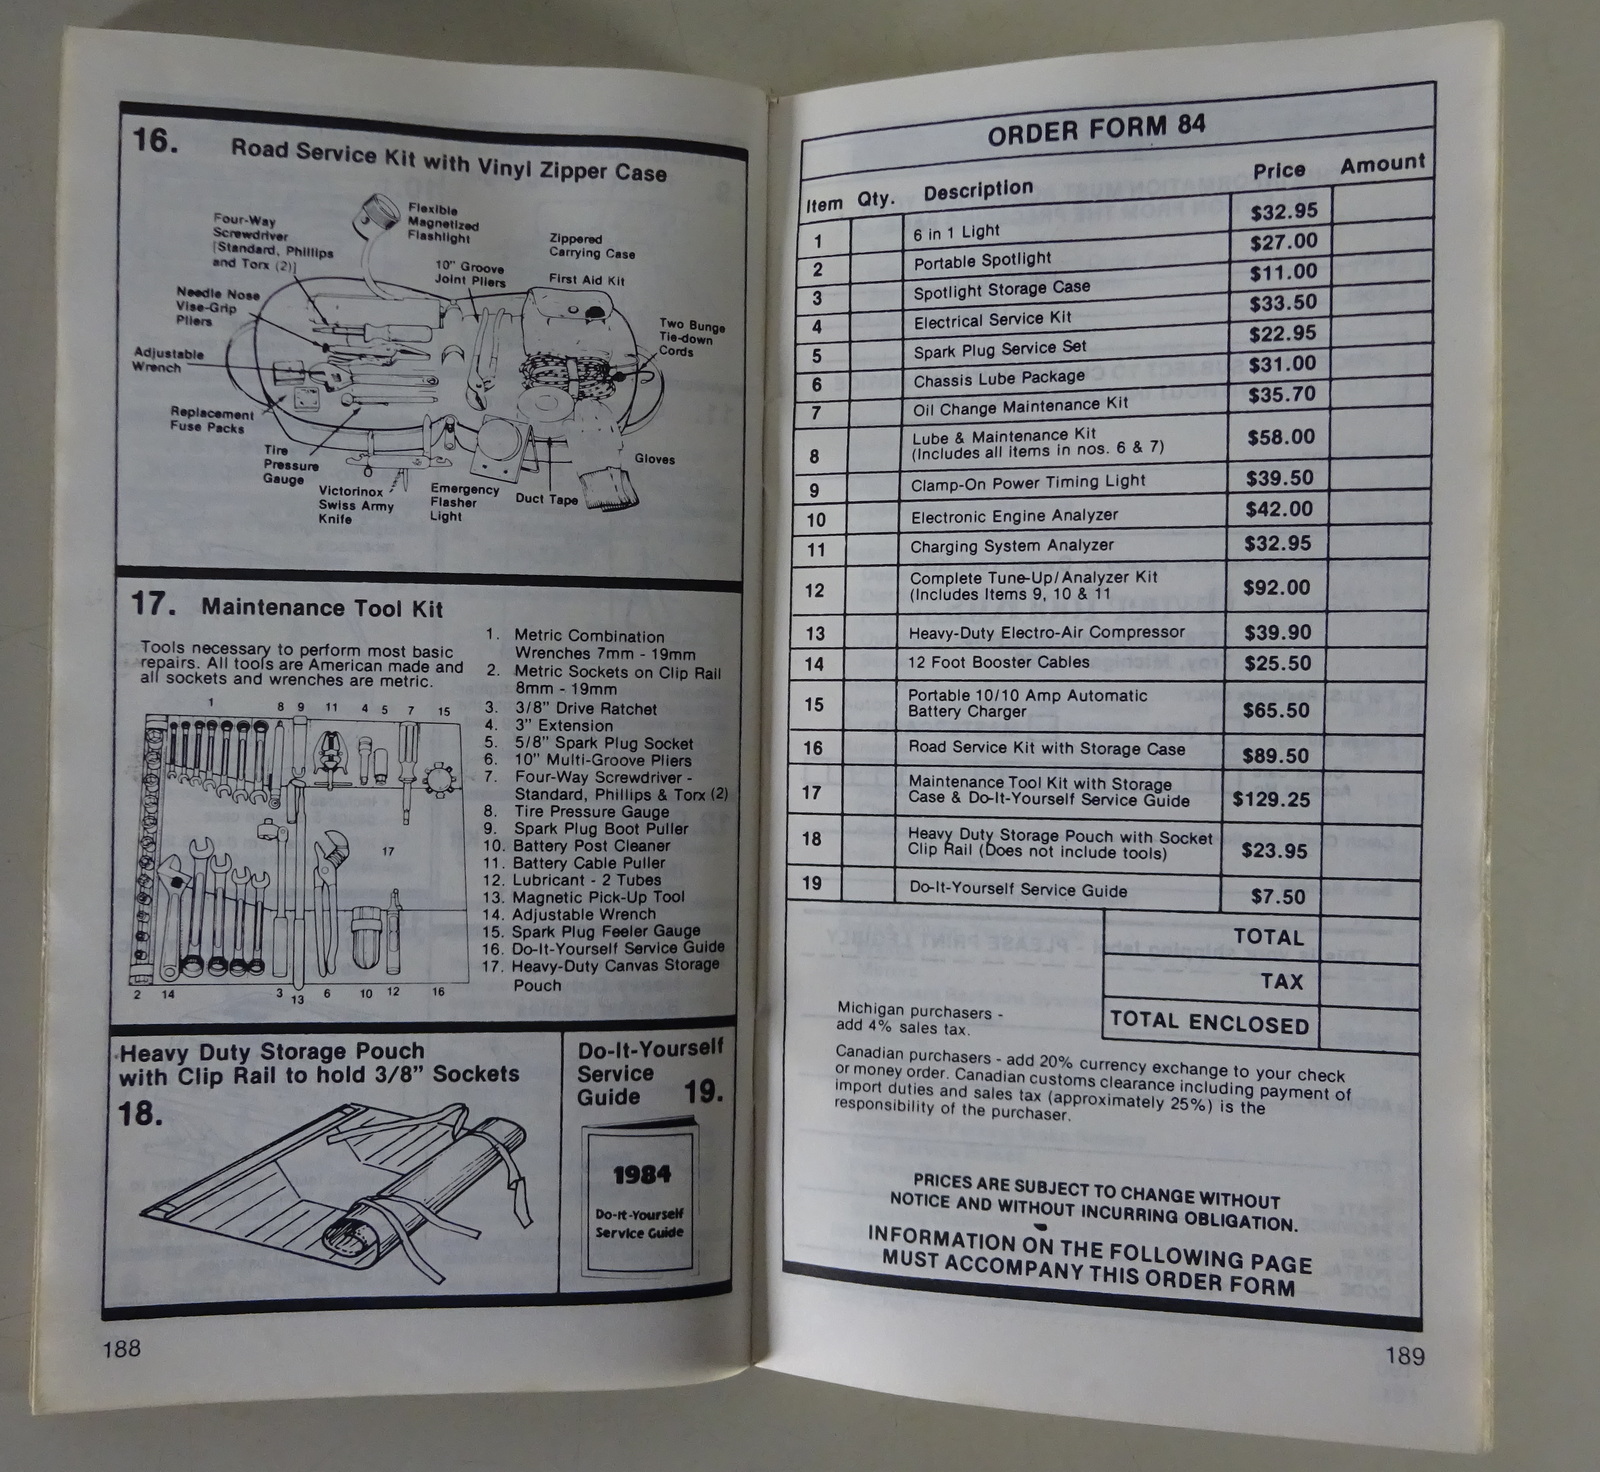 16. Road Service Kit with Vinyl Zipper Case
Four-Way
Screwdriver
[Standard, Phillips
and Torx (2)]
Flexible
Magnetized
Flashlight
10" Groove
Joint Pliers
Zippered
Carrying Case
First Aid Kit
Needle Nose
Vise-Grip
Pliers
Two Bunge
Tie-down
Cords
Adjustable
Wrench
Replacement
Fuse Packs
Tire
Pressure
Gauge
Victorinox
Swiss Army
Knife
Emergency
Flasher
Light
Duct Tape
Gloves
17. Maintenance Tool Kit
Tools necessary to perform most basic
repairs. All tools are American made and
all sockets and wrenches are metric.
1 8 9 11 4 5 7 15
17
2 14 3 13 6 10 12 16
1. Metric Combination
Wrenches 7mm - 19mm
2. Metric Sockets on Clip Rail
8mm - 19mm
3. 3/8" Drive Ratchet
4. 3" Extension
5. 5/8" Spark Plug Socket
6. 10" Multi-Groove Pliers
7. Four-Way Screwdriver -
Standard, Phillips & Torx (2)
8. Tire Pressure Gauge
9. Spark Plug Boot Puller
10. Battery Post Cleaner
11. Battery Cable Puller
12. Lubricant - 2 Tubes
13. Magnetic Pick-Up Tool
14. Adjustable Wrench
15. Spark Plug Feeler Gauge
16. Do-It-Yourself Service Guide
17. Heavy-Duty Canvas Storage
Pouch
Heavy Duty Storage Pouch
with Clip Rail to hold 3/8" Sockets
18.
Do-It-Yourself
Service
Guide 19.
1984
Do-It-Yourself
Service Guide
188
ORDER FORM 84
Item Qty. Description Price Amount
1 6 in 1 Light $32.95
2 Portable Spotlight $27.00
3 Spotlight Storage Case $11.00
4 Electrical Service Kit $33.50
5 Spark Plug Service Set $22.95
6 Chassis Lube Package $31.00
7 Oil Change Maintenance Kit $35.70
8 Lube & Maintenance Kit $58.00
(Includes all items in nos. 6 & 7)
9 Clamp-On Power Timing Light $39.50
10 Electronic Engine Analyzer $42.00
11 Charging System Analyzer $32.95
12 Complete Tune-Up/Analyzer Kit $92.00
(Includes Items 9, 10 & 11
13 Heavy-Duty Electro-Air Compressor $39.90
14 12 Foot Booster Cables $25.50
15 Portable 10/10 Amp Automatic $65.50
Battery Charger
16 Road Service Kit with Storage Case $89.50
17 Maintenance Tool Kit with Storage $129.25
Case & Do-It-Yourself Service Guide
18 Heavy Duty Storage Pouch with Socket $23.95
Clip Rail (Does not include tools)
19 Do-It-Yourself Service Guide $7.50
TOTAL
TAX
TOTAL ENCLOSED
Michigan purchasers -
add 4% sales tax.
Canadian purchasers - add 20% currency exchange to your check
or money order. Canadian customs clearance including payment of
import duties and sales tax (approximately 25%) is the
responsibility of the purchaser.
PRICES ARE SUBJECT TO CHANGE WITHOUT
NOTICE AND WITHOUT INCURRING OBLIGATION.
INFORMATION ON THE FOLLOWING PAGE
MUST ACCOMPANY THIS ORDER FORM
189